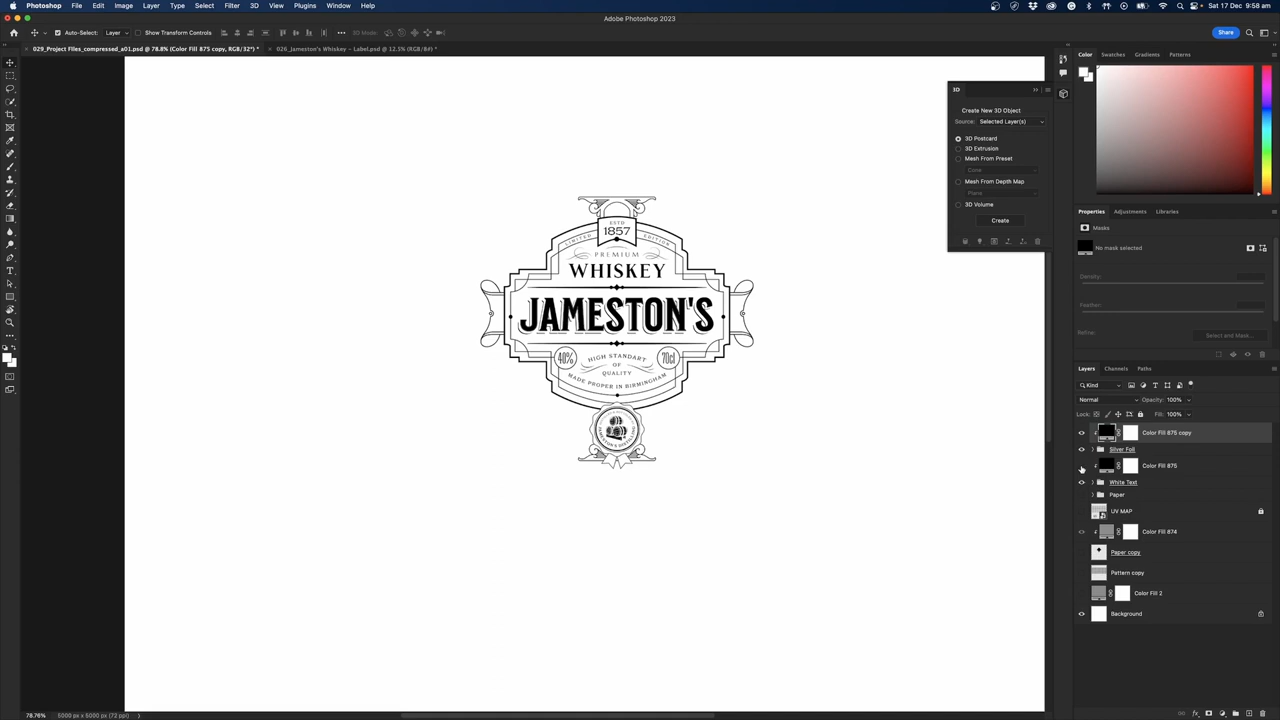 Photoshop File Edit Image Layer Type Select Filter 3D View Plugins Window Help
Sat 17 Dec 9:58 am
Adobe Photoshop 2023
Auto-Select: Layer Show Transform Controls
3D Mode:
Share
029_Project Files_compressed_a01.psd @ 78.8% (Color Fill 875 copy, RGB/32*) *
026_Jameston's Whiskey - Label.psd @ 12.5% (RGB/8#) *
3D
Create New 3D Object
Source: Selected Layer(s)
3D Postcard
3D Extrusion
Mesh From Preset
Cone
Mesh From Depth Map
Plane
3D Volume
Create
ESTD
1857
LIMITED EDITION
PREMIUM
WHISKEY
JAMESTON'S
40%
70cl
HIGH STANDART
OF
QUALITY
MADE PROPER IN BIRMINGHAM
Color Swatches Gradients Patterns
Properties Adjustments Libraries
Masks
No mask selected
Density:
Feather:
Refine:
Select and Mask...
Layers Channels Paths
Kind
Normal Opacity: 100%
Lock: Fill: 100%
Color Fill 875 copy
Silver Foil
Color Fill 875
White Text
Paper
UV MAP
Color Fill 874
Paper copy
Pattern copy
Color Fill 2
Background
78.76% 5000 px x 5000 px (72 ppi)